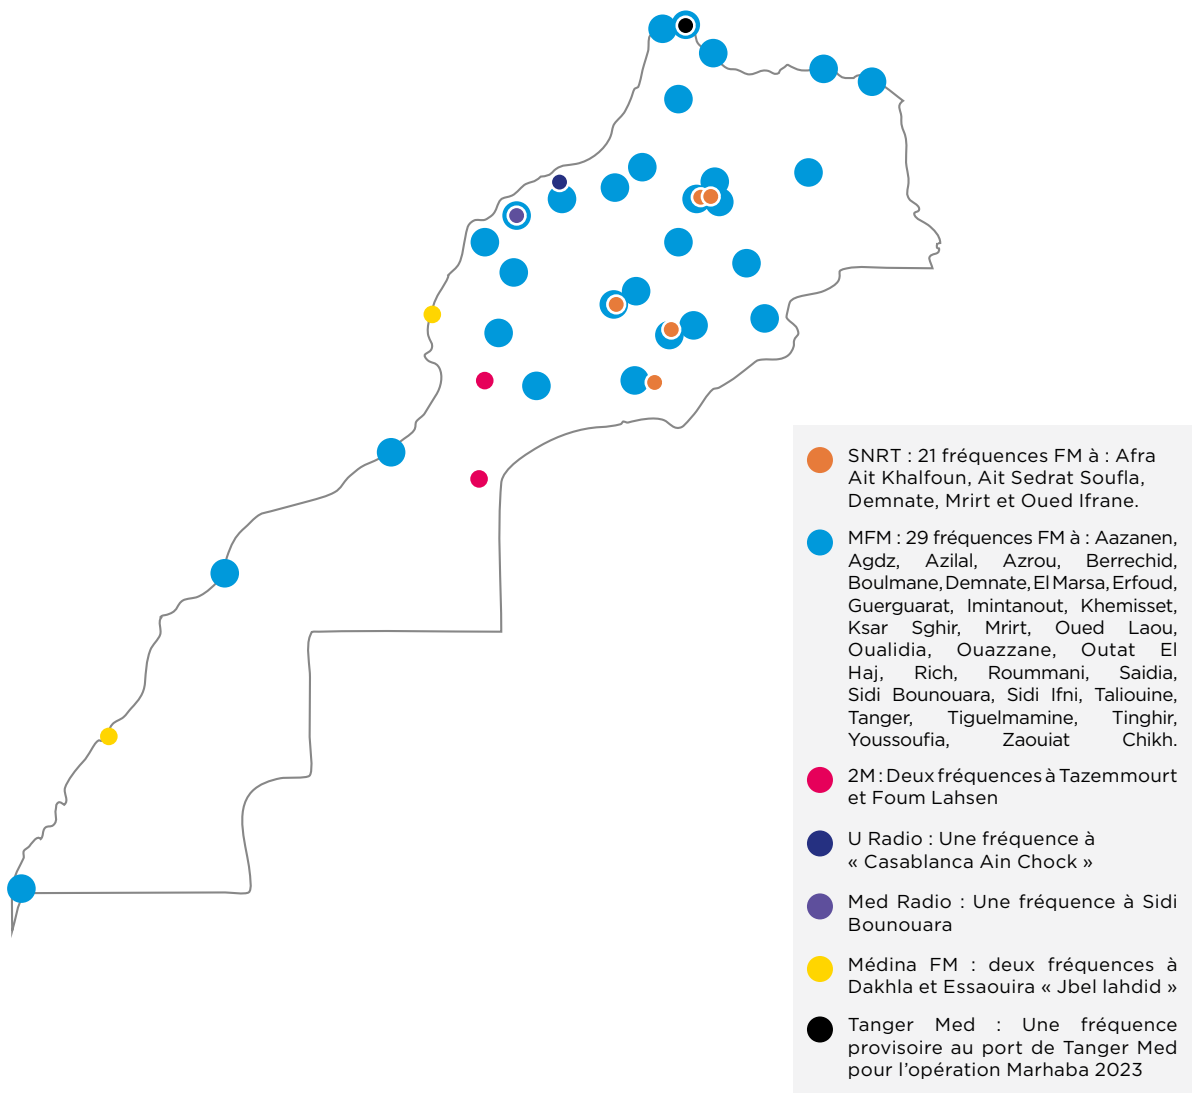 SNRT : 21 fréquences FM à : Afra
Ait Khalfoun, Ait Sedrat Soufla,
Demnate, Mrirt et Oued Ifrane.
MFM : 29 fréquences FM à : Aazanen,
Agdz, Azilal, Azrou, Berrechid,
Boulmane, Demnate, El Marsa, Erfoud,
Guerguarat, Imintanout, Khemisset,
Ksar Sghir, Mrirt, Oued Laou,
Oualidia, Ouazzane, Outat El
Haj, Rich, Roummani, Saidia,
Sidi Bounouara, Sidi Ifni, Taliouine,
Tanger, Tiguelmamine, Tinghir,
Youssoufia, Zaouiat Chikh.
2M : Deux fréquences à Tazemmourt
et Foum Lahsen
U Radio : Une fréquence à
« Casablanca Ain Chock »
Med Radio : Une fréquence à Sidi
Bounouara
Médina FM : deux fréquences à
Dakhla et Essaouira « Jbel lahdid »
Tanger Med : Une fréquence
provisoire au port de Tanger Med
pour l'opération Marhaba 2023